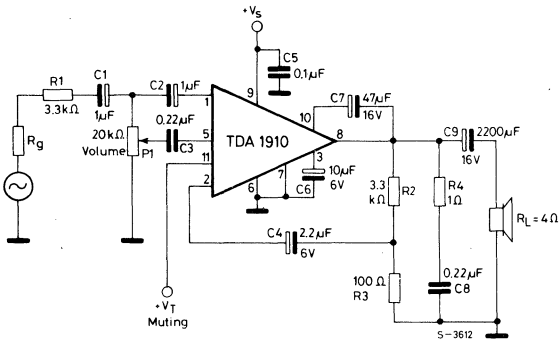 +VS
R1
3.3kΩ
C1
1µF
C2
1µF
C5
0,1µF
0.22µF
C3
20kΩ
Volume
P1
Rg
1
5
11
2
9
10
8
3
6
7
TDA 1910
C7
47µF
16V
10µF
6V
C6
C9
2200µF
16V
3.3
kΩ
R2
R4
1Ω
RL=4Ω
C4
2.2µF
6V
100Ω
R3
0.22µF
C8
+VT
Muting
S-3612